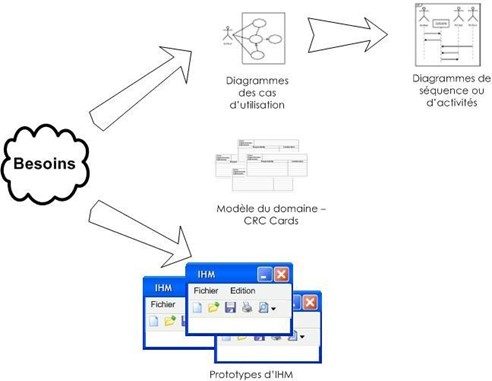 Diagrammes
des cas
d'utilisation
Diagrammes de
séquence ou
d'activités
Besoins
Modèle du domaine –
CRC Cards
IHM
IHM
Fichier
Fichier Edition
Prototypes d'IHM